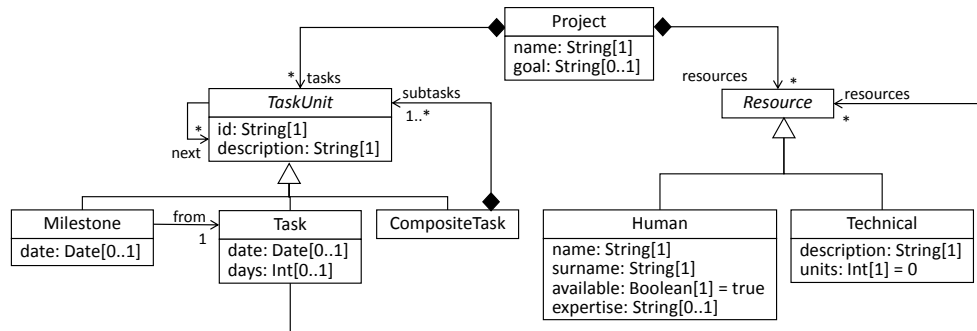 Project
name: String[1]
goal: String[0..1]
* tasks
subtasks
1..*
resources
*
resources
*
TaskUnit
id: String[1]
description: String[1]
*
next
Resource
Milestone
date: Date[0..1]
from
1
Task
date: Date[0..1]
days: Int[0..1]
CompositeTask
Human
name: String[1]
surname: String[1]
available: Boolean[1] = true
expertise: String[0..1]
Technical
description: String[1]
units: Int[1] = 0